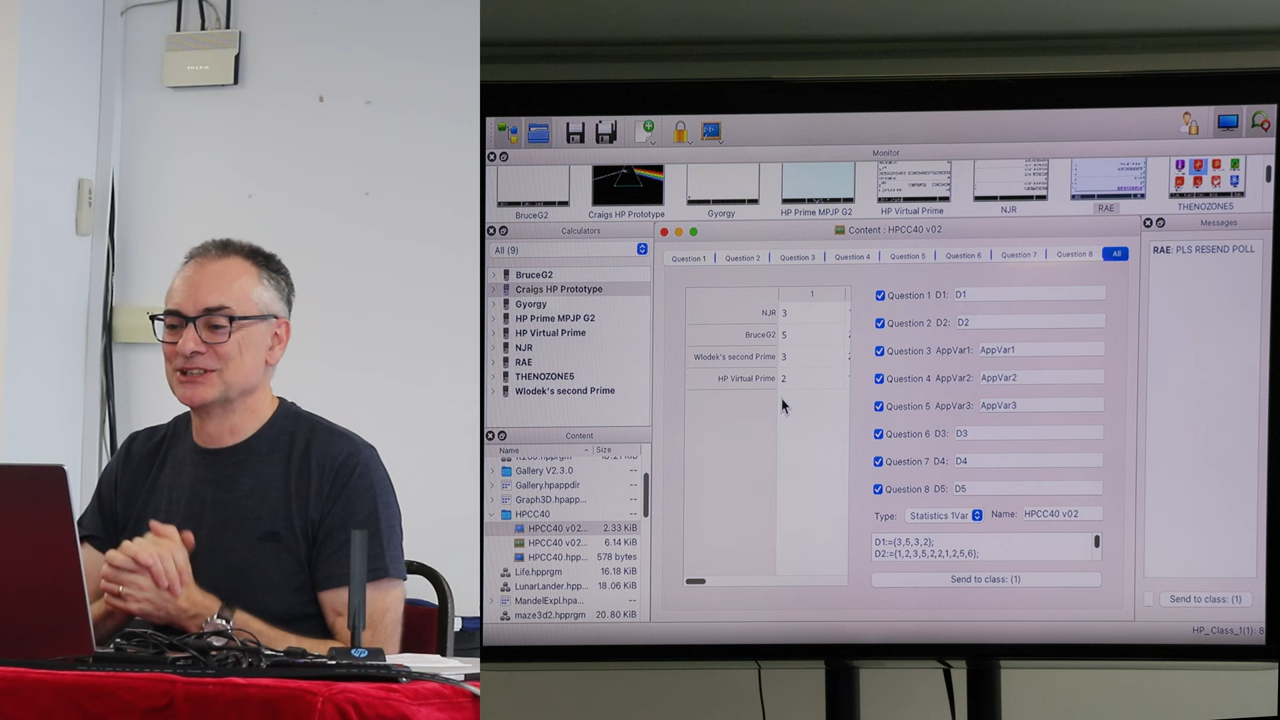 BELKIN
hp
Monitor
BruceG2
Craigs HP Prototype
Gyorgy
HP Prime MPJP G2
HP Virtual Prime
NJR
RAE
THENOZONE5
Calculators
All (9)
BruceG2
Craigs HP Prototype
Gyorgy
HP Prime MPJP G2
HP Virtual Prime
NJR
RAE
THENOZONE5
Wlodek's second Prime
Content
Name Size
Gallery V2.3.0 --
Gallery.hpappdir --
Graph3D.hpapp... --
HPCC40 --
HPCC40 v02... 2.33 KiB
HPCC40 v02... 6.14 KiB
HPCC40.hpp... 578 bytes
Life.hpprgm 16.18 KiB
LunarLander.hpp... 18.06 KiB
MandelExpl.hpa... --
maze3d2.hpprgm 20.80 KiB
Content : HPCC40 v02
Question 1 Question 2 Question 3 Question 4 Question 5 Question 6 Question 7 Question 8 All
1
NJR 3
BruceG2 5
Wlodek's second Prime 3
HP Virtual Prime 2
Question 1 D1: D1
Question 2 D2: D2
Question 3 AppVar1: AppVar1
Question 4 AppVar2: AppVar2
Question 5 AppVar3: AppVar3
Question 6 D3: D3
Question 7 D4: D4
Question 8 D5: D5
Type: Statistics 1Var Name: HPCC40 v02
D1:={3,5,3,2};
D2:={1,2,3,5,2,2,1,2,5,6};
Send to class: (1)
Messages
RAE: PLS RESEND POLL
Send to class: (1)
HP_Class_1(1): 8